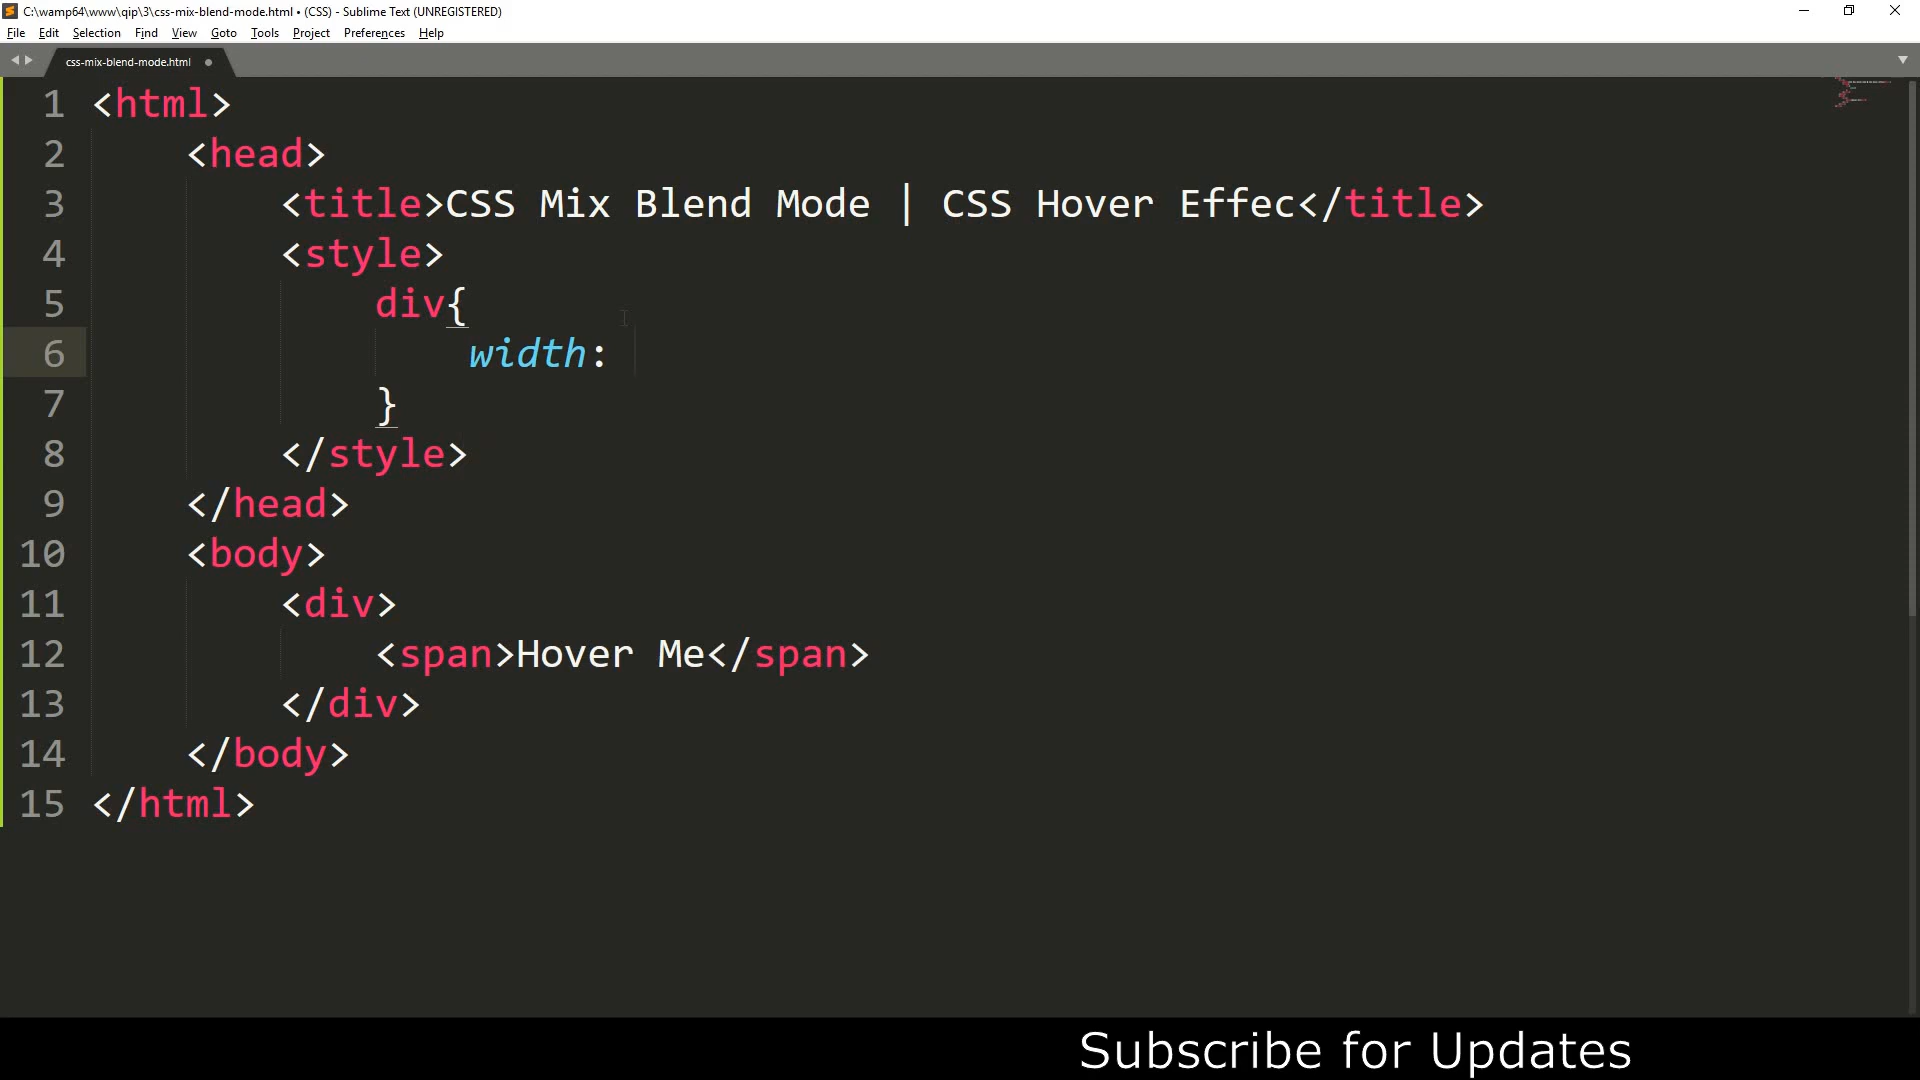 C:\wamp64\www\qip\3\css-mix-blend-mode.html • (CSS) - Sublime Text (UNREGISTERED)
File Edit Selection Find View Goto Tools Project Preferences Help
css-mix-blend-mode.html
1 <html>
2 <head>
3 <title>CSS Mix Blend Mode | CSS Hover Effec</title>
4 <style>
5 div{
6 width:
7 }
8 </style>
9 </head>
10 <body>
11 <div>
12 <span>Hover Me</span>
13 </div>
14 </body>
15 </html>
Subscribe for Updates